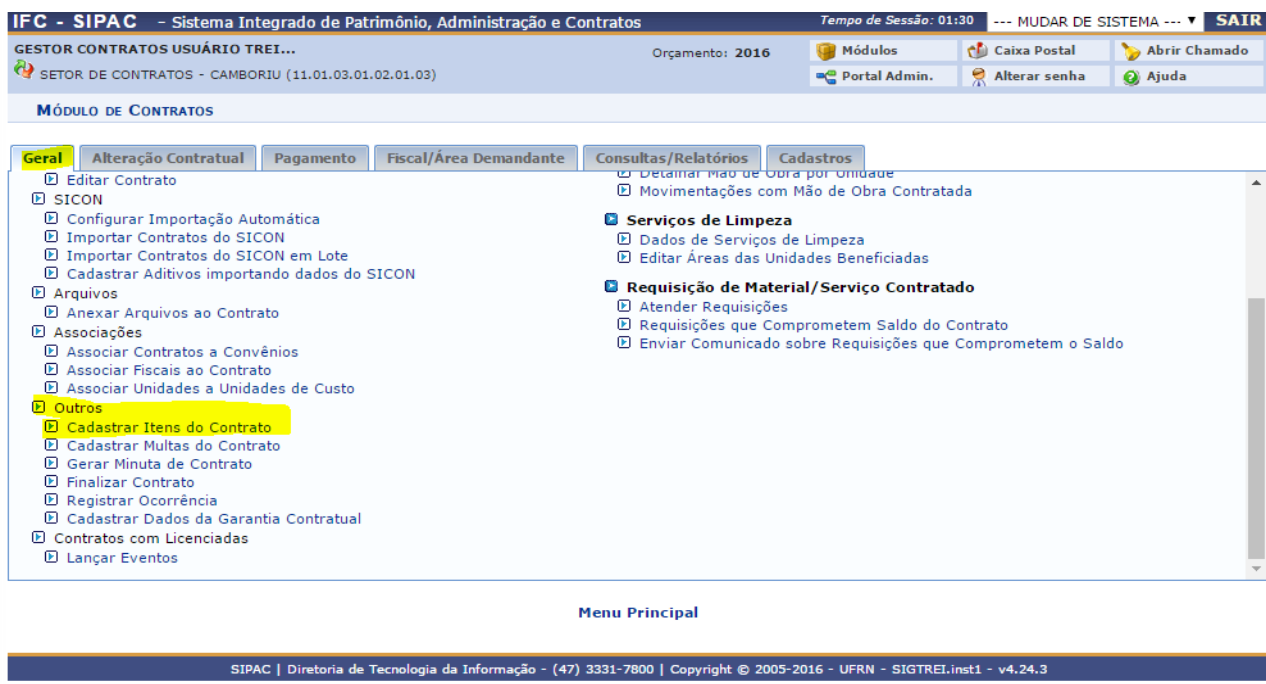 IFC - SIPAC - Sistema Integrado de Patrimônio, Administração e Contratos
Tempo de Sessão: 01:30
--- MUDAR DE SISTEMA --- ▼
SAIR
GESTOR CONTRATOS USUÁRIO TREI...
Orçamento: 2016
Módulos
Caixa Postal
Abrir Chamado
SETOR DE CONTRATOS - CAMBORIU (11.01.03.01.02.01.03)
Portal Admin.
Alterar senha
Ajuda
MÓDULO DE CONTRATOS
Geral
Alteração Contratual
Pagamento
Fiscal/Área Demandante
Consultas/Relatórios
Cadastros
Editar Contrato
SICON
Configurar Importação Automática
Importar Contratos do SICON
Importar Contratos do SICON em Lote
Cadastrar Aditivos importando dados do SICON
Arquivos
Anexar Arquivos ao Contrato
Associações
Associar Contratos a Convênios
Associar Fiscais ao Contrato
Associar Unidades a Unidades de Custo
Outros
Cadastrar Itens do Contrato
Cadastrar Multas do Contrato
Gerar Minuta de Contrato
Finalizar Contrato
Registrar Ocorrência
Cadastrar Dados da Garantia Contratual
Contratos com Licenciadas
Lançar Eventos
Detalhar Mão de Obra por Unidade
Movimentações com Mão de Obra Contratada
Serviços de Limpeza
Dados de Serviços de Limpeza
Editar Áreas das Unidades Beneficiadas
Requisição de Material/Serviço Contratado
Atender Requisições
Requisições que Comprometem Saldo do Contrato
Enviar Comunicado sobre Requisições que Comprometem o Saldo
Menu Principal
SIPAC | Diretoria de Tecnologia da Informação - (47) 3331-7800 | Copyright © 2005-2016 - UFRN - SIGTREI.inst1 - v4.24.3